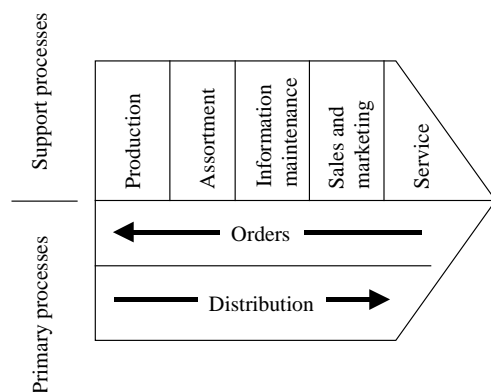 Support processes
Production
Assortment
Information
maintenance
Sales and
marketing
Service
Primary processes
Orders
Distribution